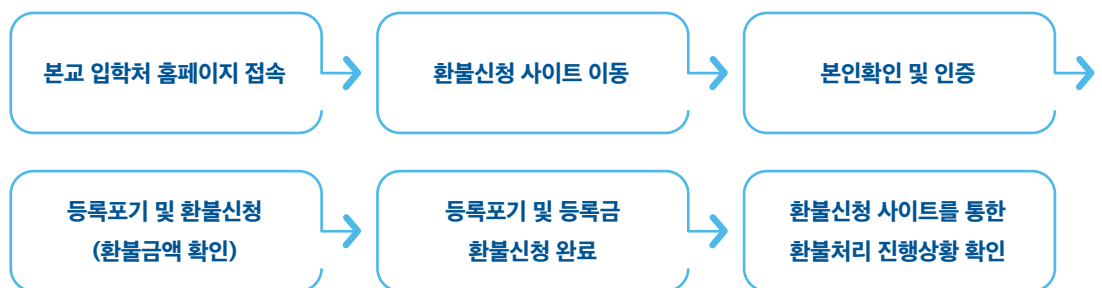 본교 입학처 홈페이지 접속
환불신청 사이트 이동
본인확인 및 인증
등록포기 및 환불신청
(환불금액 확인)
등록포기 및 등록금
환불신청 완료
환불신청 사이트를 통한
환불처리 진행상황 확인